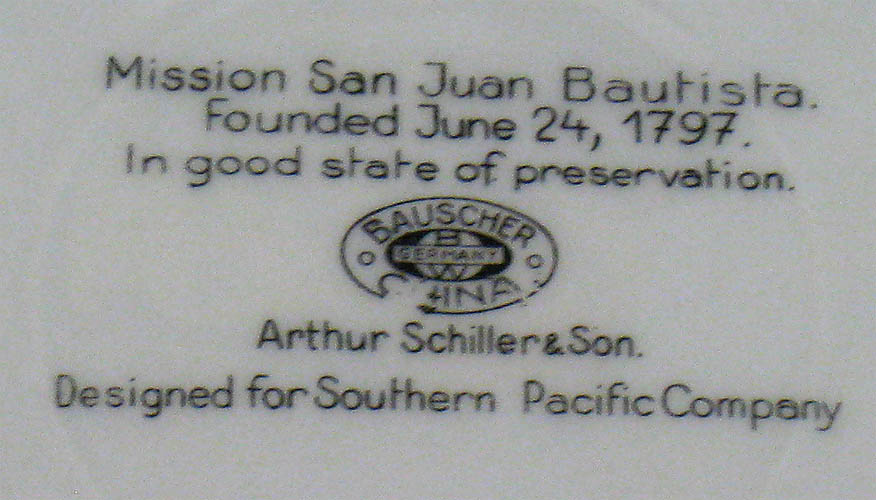 Mission San Juan Bautista.
Founded June 24, 1797.
In good state of preservation.
BAUSCHER
B
GERMANY
W
CHINA
Arthur Schiller & Son.
Designed for Southern Pacific Company